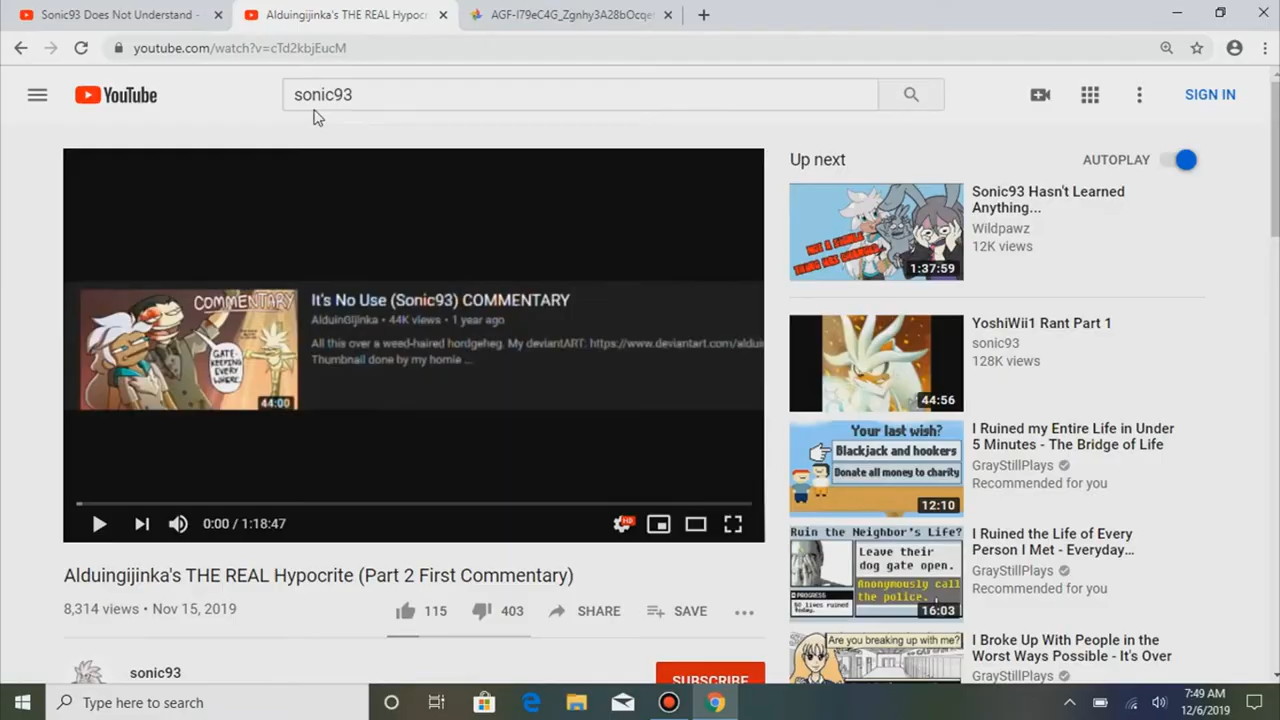 Sonic93 Does Not Understand -
Alduingijinka's THE REAL Hypocr
AGF-I79eC4G_Zgnhy3A28bOcqe
youtube.com/watch?v=cTd2kbjEucM
YouTube
sonic93
SIGN IN
COMMENTARY
GATE-
KEEPING
EVERY
WHERE.
44:00
It's No Use (Sonic93) COMMENTARY
AlduinGijinka • 44K views • 1 year ago
All this over a weed-haired hordgeheg. My deviantART: https://www.deviantart.com/aldus
Thumbnail done by my homie ...
0:00 / 1:18:47
HD
Alduingijinka's THE REAL Hypocrite (Part 2 First Commentary)
8,314 views • Nov 15, 2019
115
403
SHARE
SAVE
sonic93
SUBSCRIBE
Up next
AUTOPLAY
1:37:59
Sonic93 Hasn't Learned
Anything...
Wildpawz
12K views
44:56
YoshiWii1 Rant Part 1
sonic93
128K views
Your last wish?
Blackjack and hookers
Donate all money to charity
12:10
I Ruined my Entire Life in Under
5 Minutes - The Bridge of Life
GrayStillPlays
Recommended for you
Ruin the Neighbor's Life?
Leave their
dog gate open.
Anonymously call
the police.
PROGRESS
16:03
I Ruined the Life of Every
Person I Met - Everyday...
GrayStillPlays
Recommended for you
Are you breaking up with me?
I Broke Up With People in the
Worst Ways Possible - It's Over
GrayStillPlays
Type here to search
7:49 AM
12/6/2019